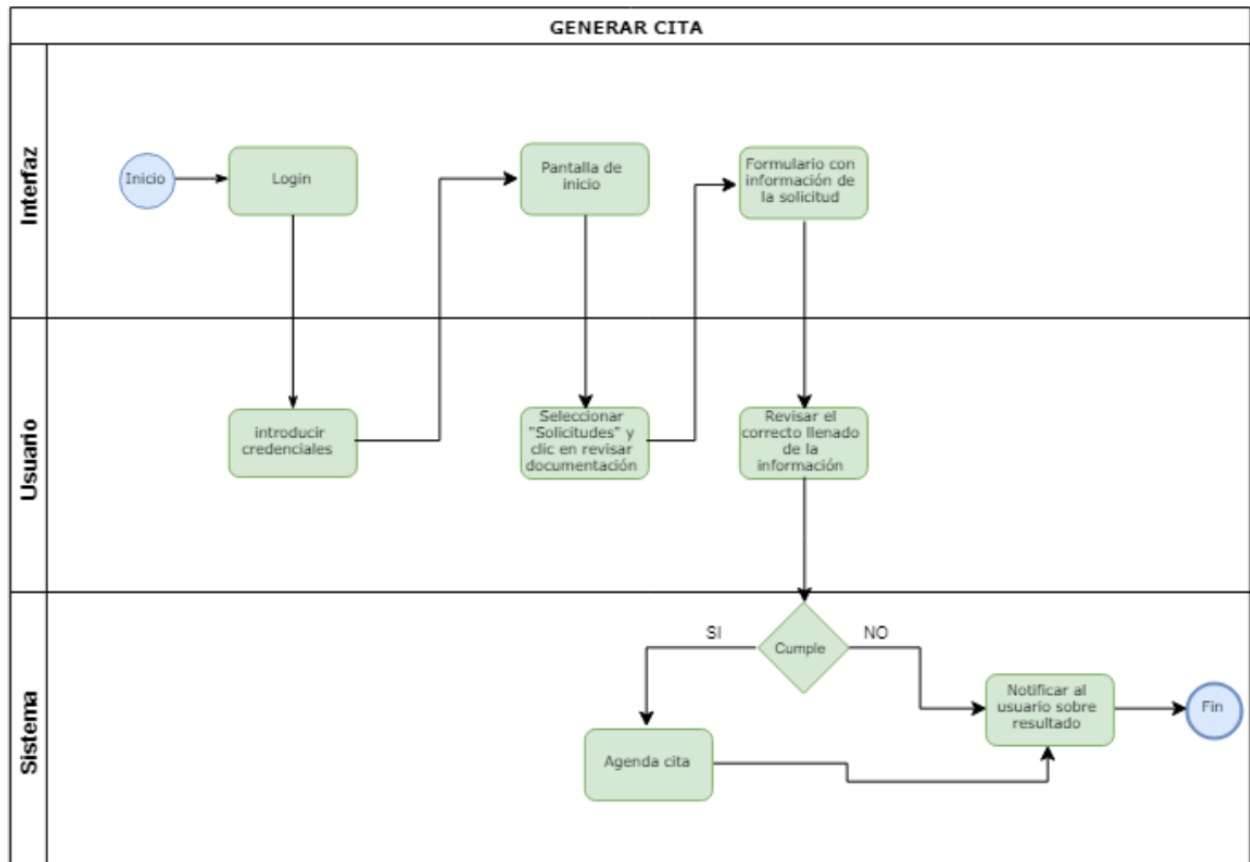 GENERAR CITA
Interfaz
Inicio
Login
Pantalla de
inicio
Formulario con
información de
la solicitud
Usuario
introducir
credenciales
Seleccionar
"Solicitudes" y
clic en revisar
documentación
Revisar el
correcto llenado
de la
información
Sistema
SI
Cumple
NO
Notificar al
usuario sobre
resultado
Fin
Agenda cita